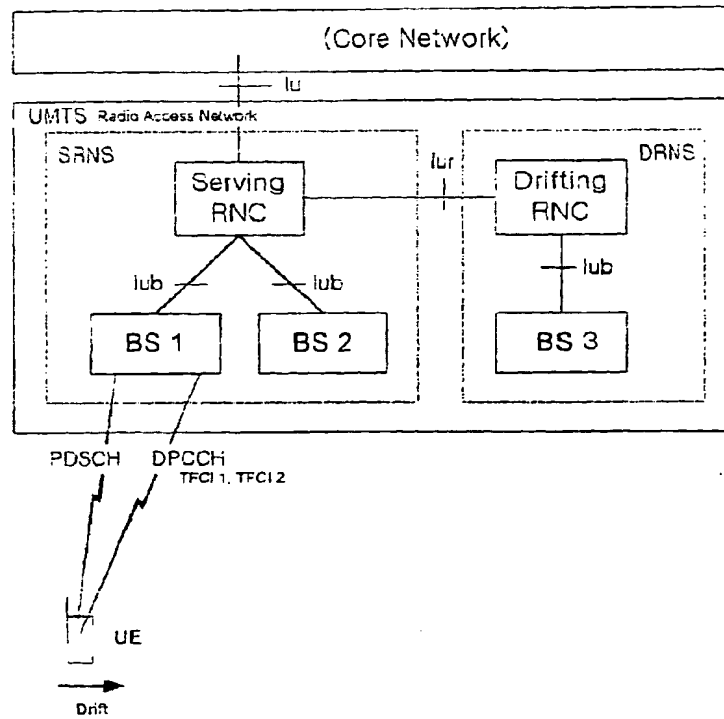 (Core Network)
Iu
UMTS Radio Access Network
SRNS
DRNS
Serving
RNC
Iur
Drifting
RNC
Iub
Iub
Iub
BS 1
BS 2
BS 3
PDSCH
DPCCH
TFCI 1, TFCI 2
UE
Drift